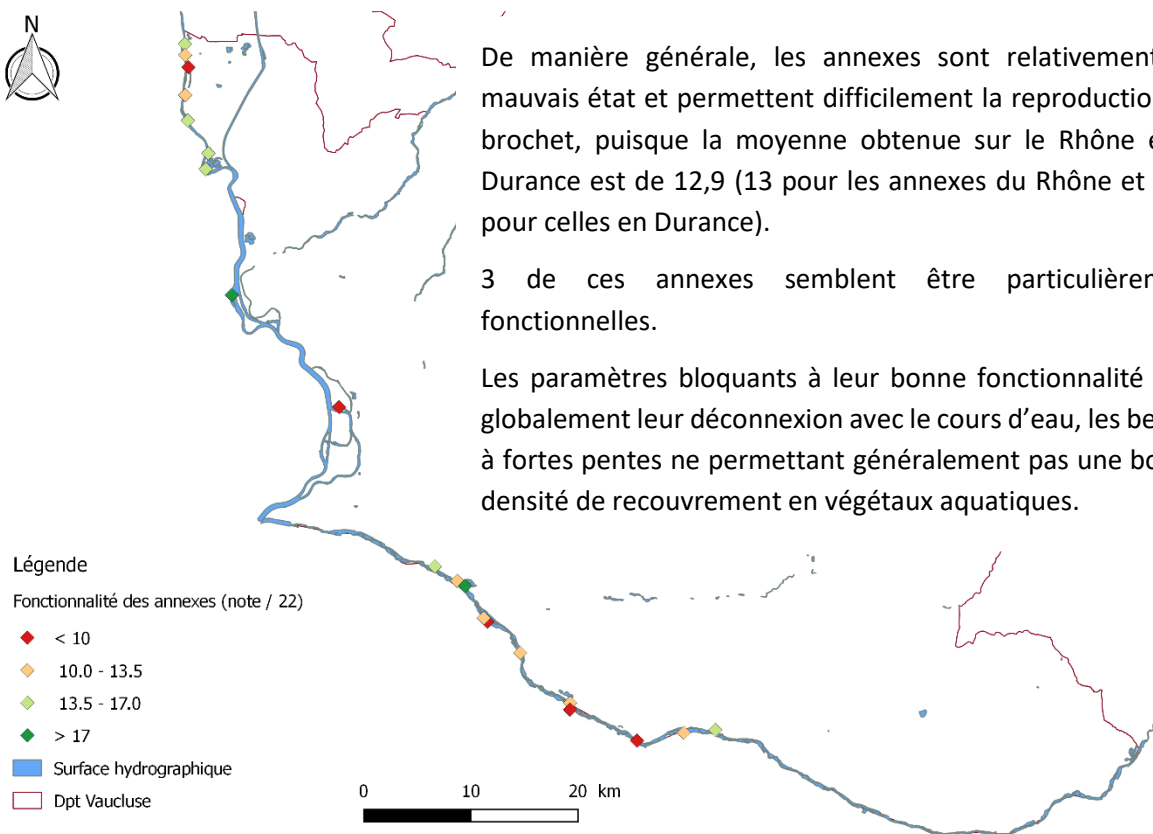 N
De manière générale, les annexes sont relativement
mauvais état et permettent difficilement la
brochet, puisque la moyenne obtenue sur le Rhône
Durance est de 12,9 (13 pour les annexes du Rhône et
pour celles en Durance).
3 de ces annexes semblent être
fonctionnelles.
Les paramètres bloquants à leur bonne fonctionnalité
globalement leur déconnexion avec le cours d'eau, les
à fortes pentes ne permettant généralement pas une
densité de recouvrement en végétaux aquatiques.
Légende
Fonctionnalité des annexes (note / 22)
< 10
10.0 - 13.5
13.5 - 17.0
> 17
Surface hydrographique
Dpt Vaucluse
0 10 20 km